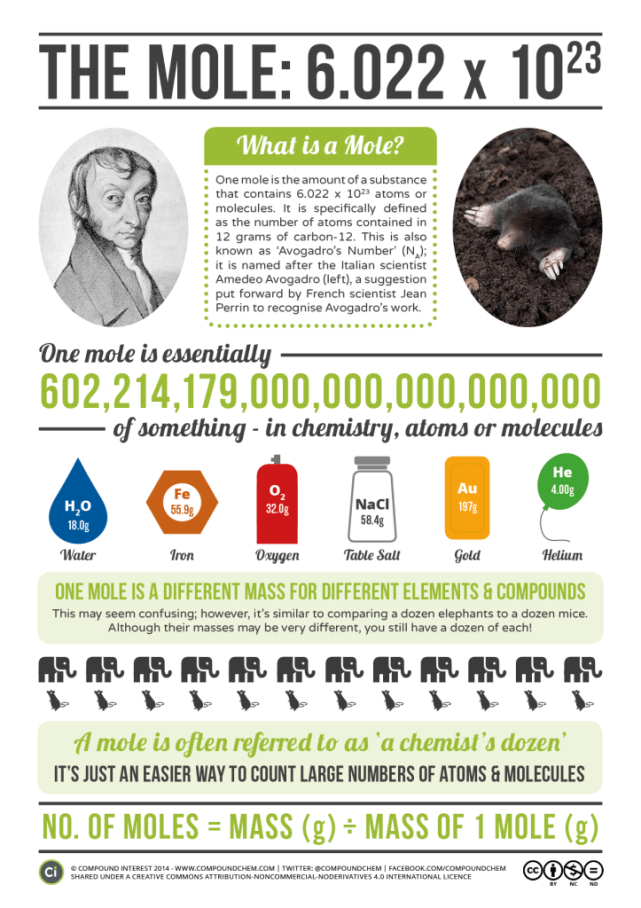 THE MOLE: 6.022 x 10²³
What is a Mole?
One mole is the amount of a substance
that contains 6.022 x 10²³ atoms or
molecules. It is specifically defined
as the number of atoms contained in
12 grams of carbon-12. This is also
known as 'Avogadro's Number' (N_A);
it is named after the Italian scientist
Amedeo Avogadro (left), a suggestion
put forward by French scientist Jean
Perrin to recognise Avogadro's work.
One mole is essentially
602,214,179,000,000,000,000,000
of something - in chemistry, atoms or molecules
H₂O
18.0g
Water
Fe
55.9g
Iron
O₂
32.0g
Oxygen
NaCl
58.4g
Table Salt
Au
197g
Gold
He
4.00g
Helium
ONE MOLE IS A DIFFERENT MASS FOR DIFFERENT ELEMENTS & COMPOUNDS
This may seem confusing; however, it's similar to comparing a dozen elephants to a dozen mice.
Although their masses may be very different, you still have a dozen of each!
A mole is often referred to as 'a chemist's dozen'
IT'S JUST AN EASIER WAY TO COUNT LARGE NUMBERS OF ATOMS & MOLECULES
NO. OF MOLES = MASS (g) ÷ MASS OF 1 MOLE (g)
Ci
© COMPOUND INTEREST 2014 - WWW.COMPOUNDCHEM.COM | TWITTER: @COMPOUNDCHEM | FACEBOOK.COM/COMPOUNDCHEM
SHARED UNDER A CREATIVE COMMONS ATTRIBUTION-NONCOMMERCIAL-NODERIVATIVES 4.0 INTERNATIONAL LICENCE
cc
BY NC ND